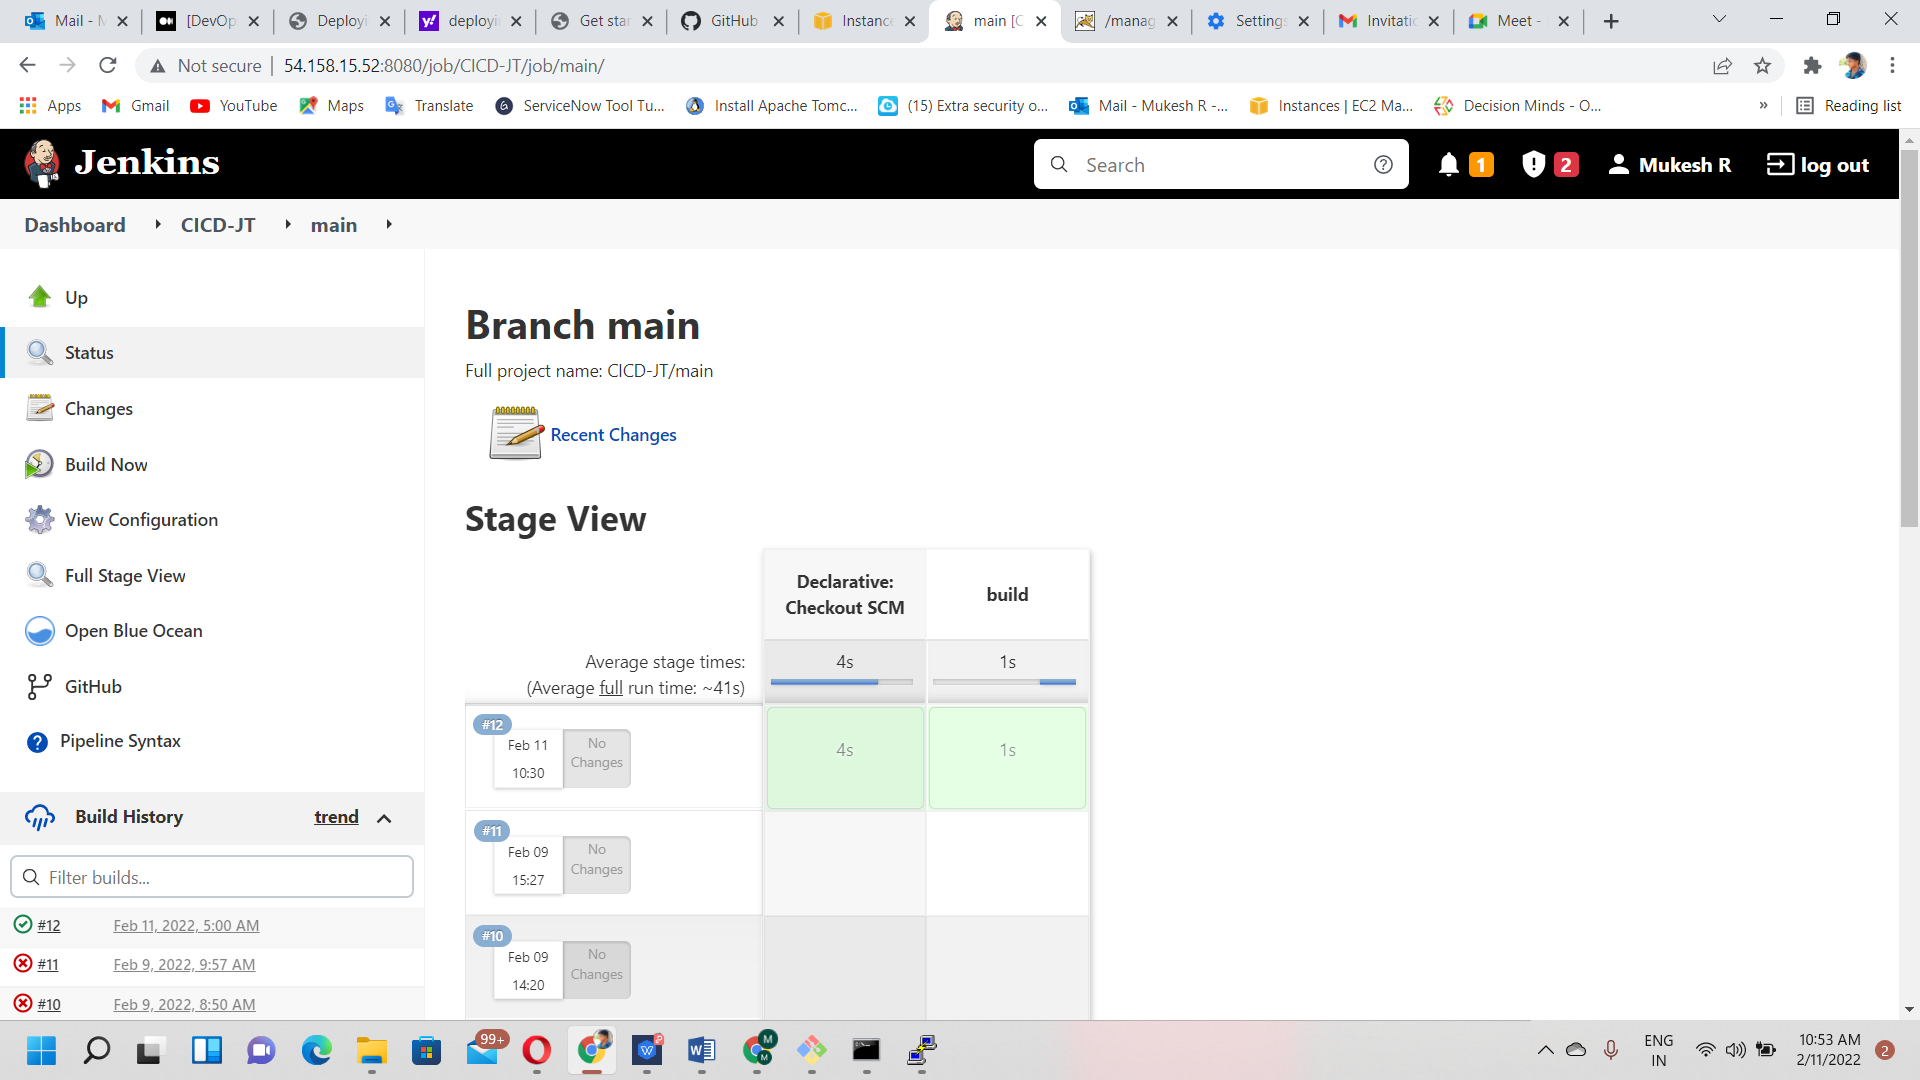 Mail - M
[DevOp
Deployi
deployin
Get star
GitHub
Instance
main [C
/manag
Settings
Invitatio
Meet -
Not secure
54.158.15.52:8080/job/CICD-JT/job/main/
Apps
Gmail
YouTube
Maps
Translate
ServiceNow Tool Tu...
Install Apache Tomc...
(15) Extra security o...
Mail - Mukesh R -...
Instances | EC2 Ma...
Decision Minds - O...
»
Reading list
Jenkins
Search
1
2
Mukesh R
log out
Dashboard
CICD-JT
main
Up
Status
Changes
Build Now
View Configuration
Full Stage View
Open Blue Ocean
GitHub
Pipeline Syntax
Build History
trend
Filter builds...
#12
Feb 11, 2022, 5:00 AM
#11
Feb 9, 2022, 9:57 AM
#10
Feb 9, 2022, 8:50 AM
Branch main
Full project name: CICD-JT/main
Recent Changes
Stage View
Declarative:
Checkout SCM
build
Average stage times:
(Average full run time: ~41s)
4s
1s
#12
Feb 11
10:30
No
Changes
4s
1s
#11
Feb 09
15:27
No
Changes
#10
Feb 09
14:20
No
Changes
99+
M
M
ENG
IN
10:53 AM
2/11/2022
2